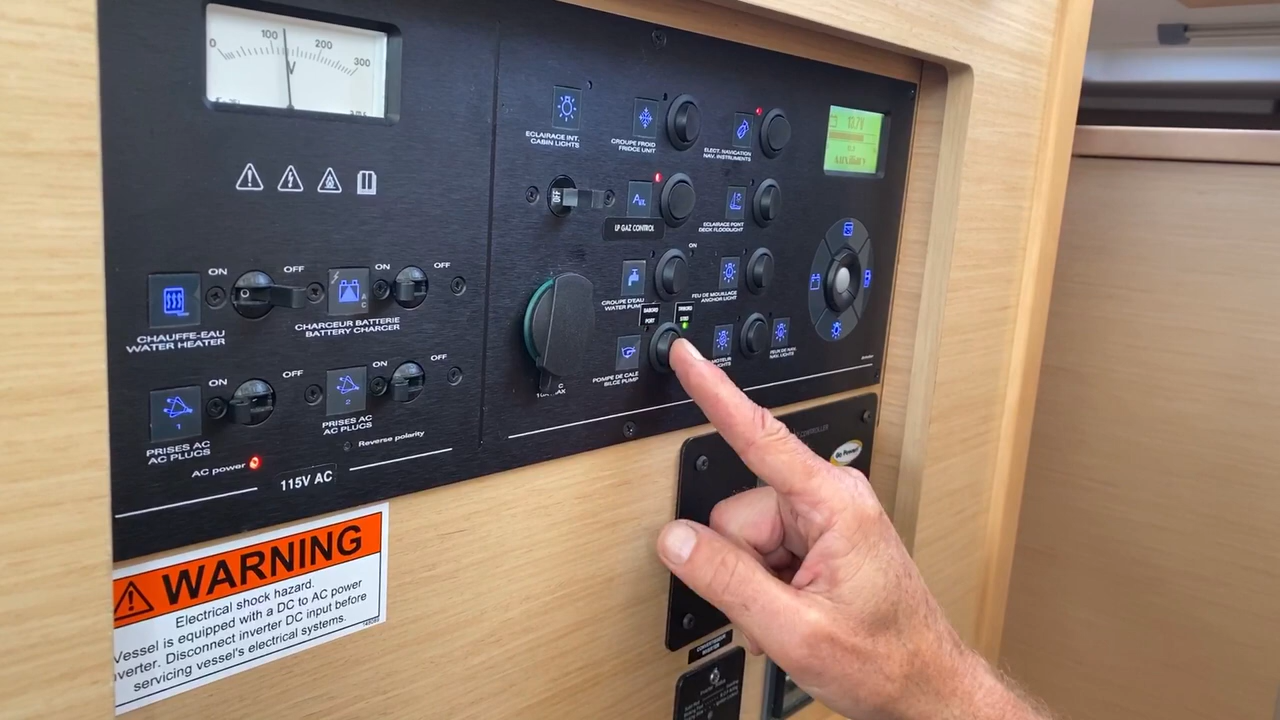 0 100 200 300
V
ECLAIRAGE INT.
CABIN LIGHTS
GROUPE FROID
FRIDGE UNIT
ELECT. NAVIGATION
NAV. INSTRUMENTS
13.7V
OFF
LP GAZ CONTROL
ECLAIRAGE PONT
DECK FLOODLIGHT
ON
GROUPE D'EAU
WATER PUMP
FEU DE MOUILLAGE
ANCHOR LIGHT
BABORD
PORT
TRIBORD
STBD
POMPE DE CALE
BILGE PUMP
FEUX DE NAV.
NAV. LIGHTS
ON
OFF
ON
OFF
CHAUFFE-EAU
WATER HEATER
CHARGEUR BATTERIE
BATTERY CHARGER
ON
OFF
ON
OFF
1
2
PRISES AC
AC PLUGS
PRISES AC
AC PLUGS
AC power
Reverse polarity
115V AC
CONTROLLER
Go Power!
WARNING
Electrical shock hazard.
Vessel is equipped with a DC to AC power
inverter. Disconnect inverter DC input before
servicing vessel's electrical systems.